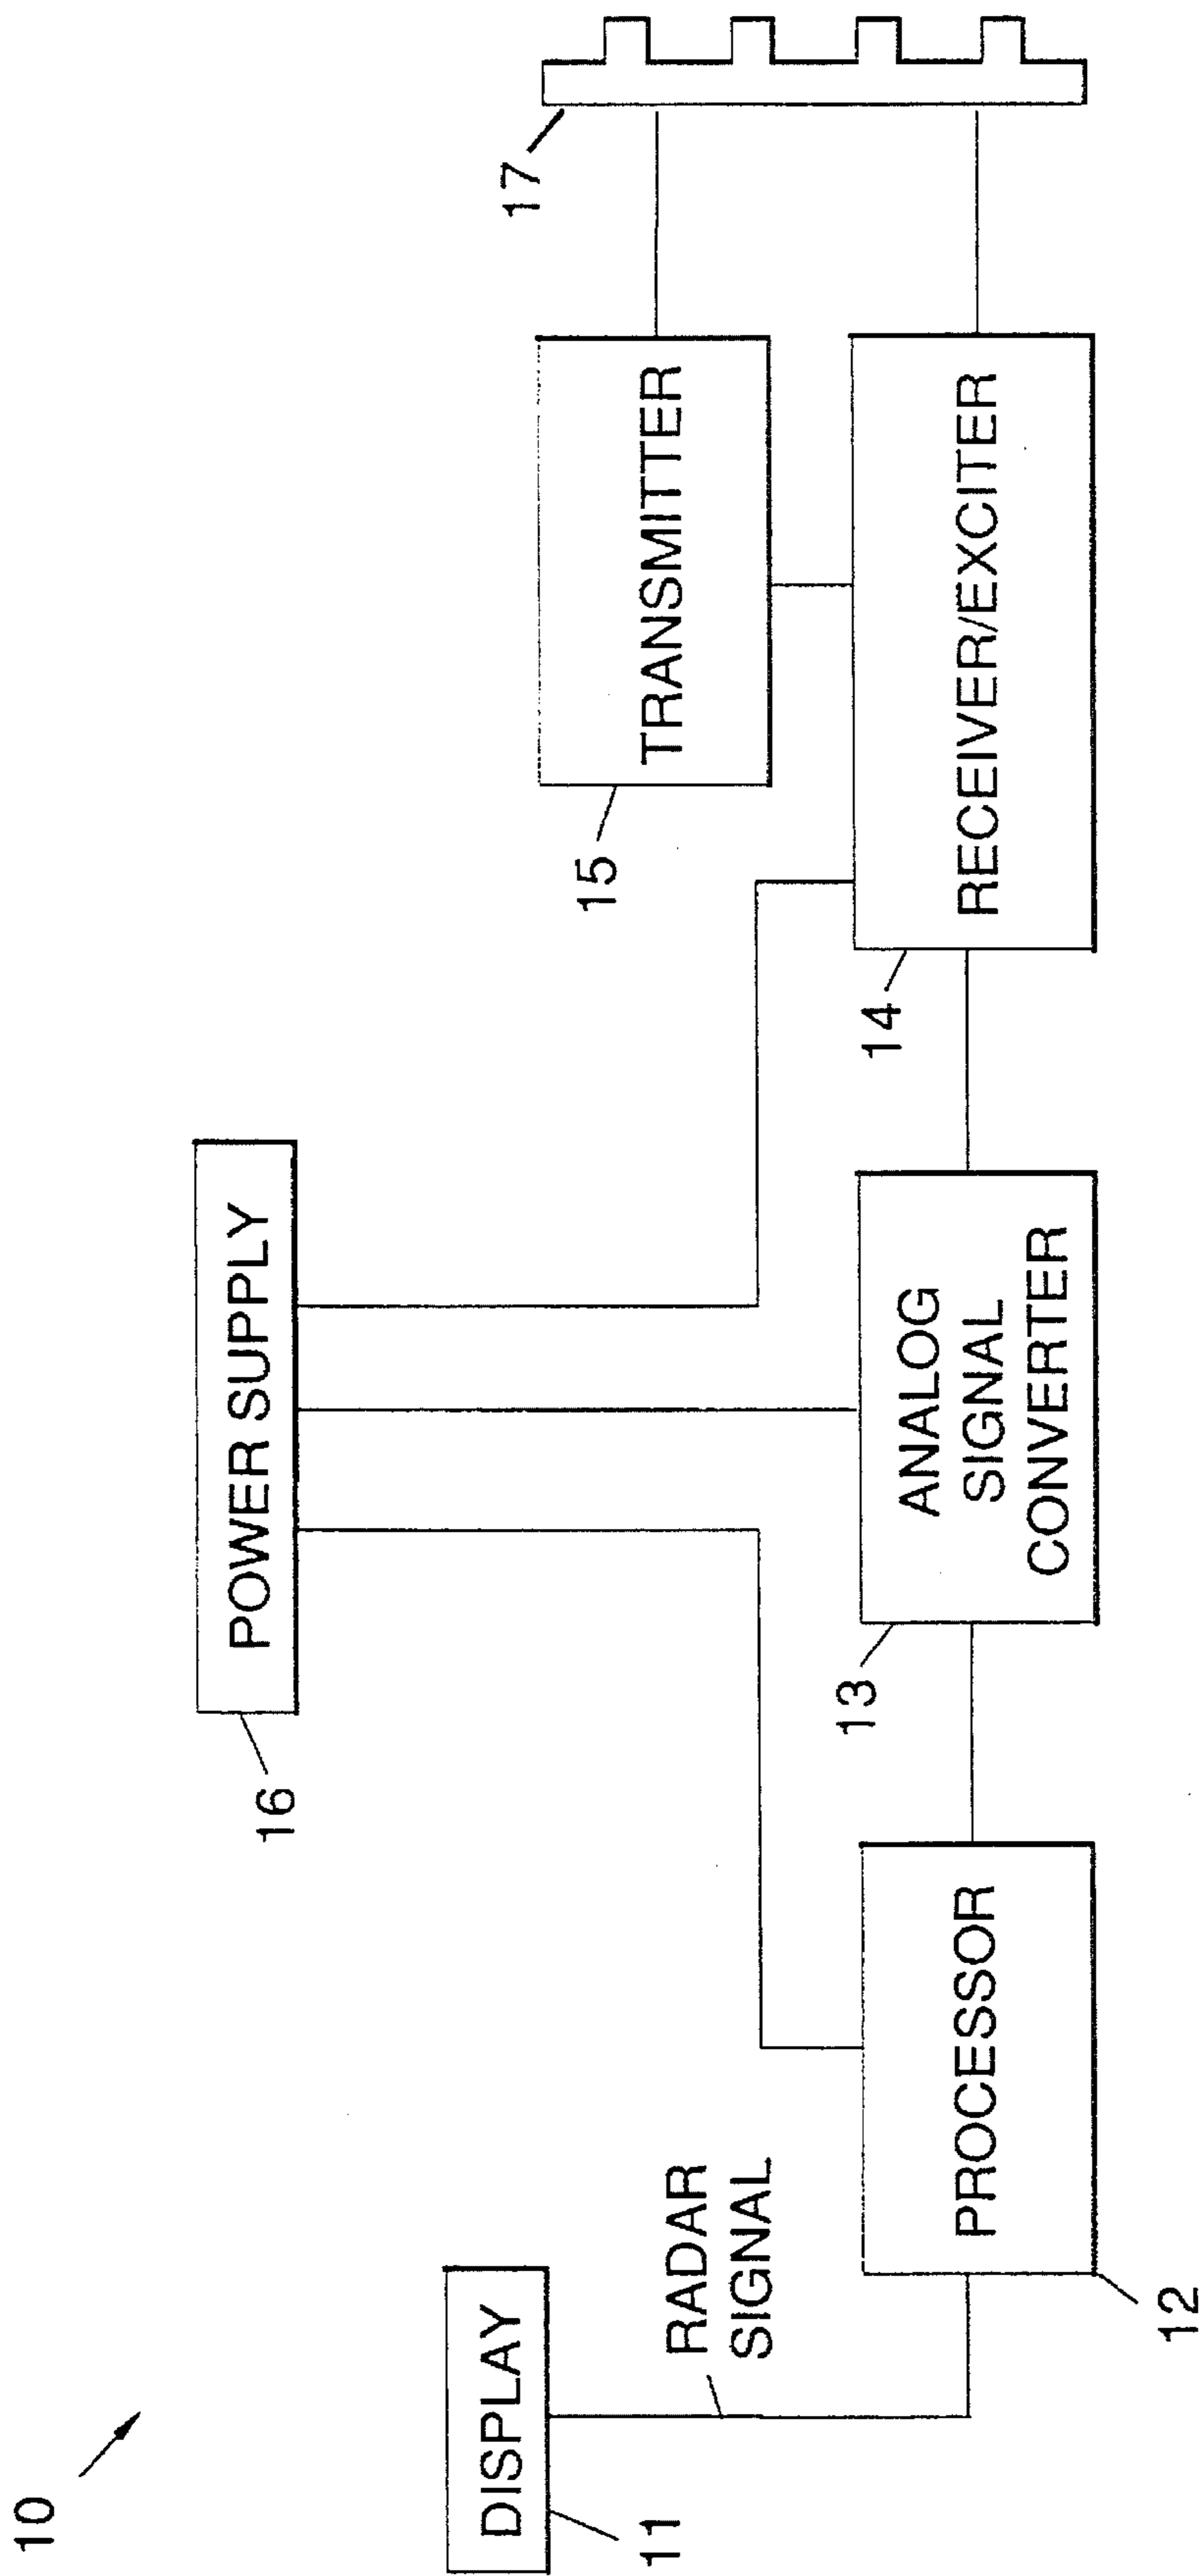 10
DISPLAY
11
RADAR
SIGNAL
PROCESSOR
12
POWER SUPPLY
16
ANALOG
SIGNAL
CONVERTER
13
TRANSMITTER
15
RECEIVER/EXCITER
14
17